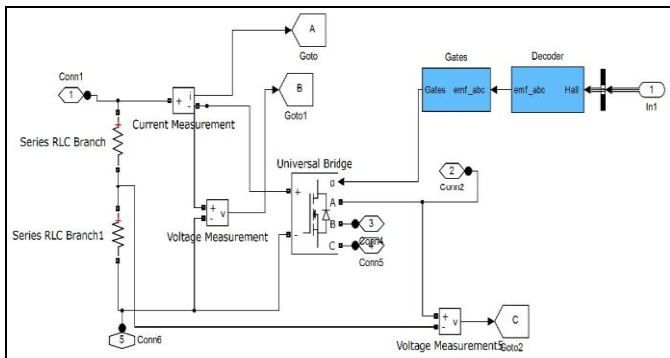 A
Goto
Gates
Decoder
Conn1
1
i
+
-
B
Goto1
Gates
emf_abc
emf_abc
Hall
1
In1
Series RLC Branch
Current Measurement
Universal Bridge
2
Conn2
+
-
v
Voltage Measurement
+
-
g
A
B
C
3
Conn4
4
Conn5
Series RLC Branch1
5
Conn6
+
-
v
C
Voltage Measurement5
Goto2